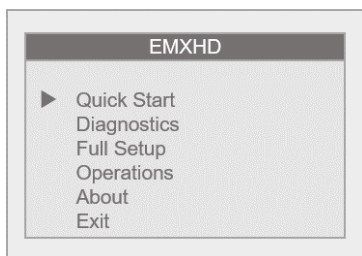 EMXHD
Quick Start
Diagnostics
Full Setup
Operations
About
Exit